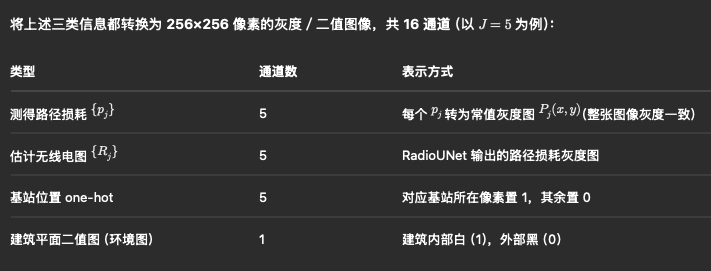 将上述三类信息都转换为 256×256 像素的灰度 / 二值图像，共 16 通道 (以 J = 5 为例)：
类型 通道数 表示方式
测得路径损耗 {p_j} 5 每个 p_j 转为常值灰度图 P_j(x, y) (整张图像灰度一致)
估计无线电图 {R_j} 5 RadioUNet 输出的路径损耗灰度图
基站位置 one-hot 5 对应基站所在像素置 1，其余置 0
建筑平面二值图 (环境图) 1 建筑内部白 (1)，外部黑 (0)